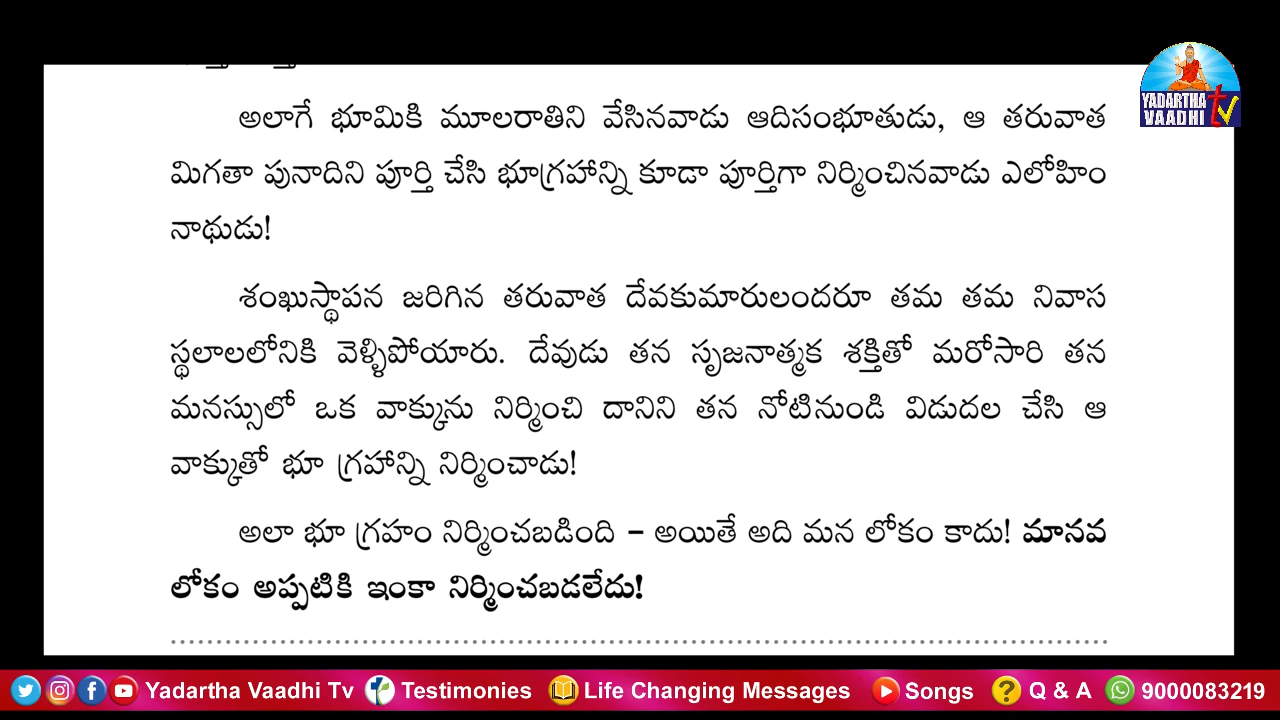 YADARTHA
VAADHI tv
అలాగే భూమికి మూలరాతిని వేసినవాడు ఆదిసంభూతుడు, ఆ తరువాత
మిగతా పునాదిని పూర్తి చేసి భూగ్రహాన్ని కూడా పూర్తిగా నిర్మించినవాడు ఎలోహిం
నాథుడు!
శంఖుస్థాపన జరిగిన తరువాత దేవకుమారులందరూ తమ తమ నివాస
స్థలాలలోనికి వెళ్ళిపోయారు. దేవుడు తన సృజనాత్మక శక్తితో మరోసారి తన
మనస్సులో ఒక వాక్కును నిర్మించి దానిని తన నోటినుండి విడుదల చేసి ఆ
వాక్కుతో భూ గ్రహాన్ని నిర్మించాడు!
అలా భూ గ్రహం నిర్మించబడింది – అయితే అది మన లోకం కాదు! మానవ
లోకం అప్పటికి ఇంకా నిర్మించబడలేదు!
Yadartha Vaadhi Tv Testimonies Life Changing Messages Songs Q & A 9000083219